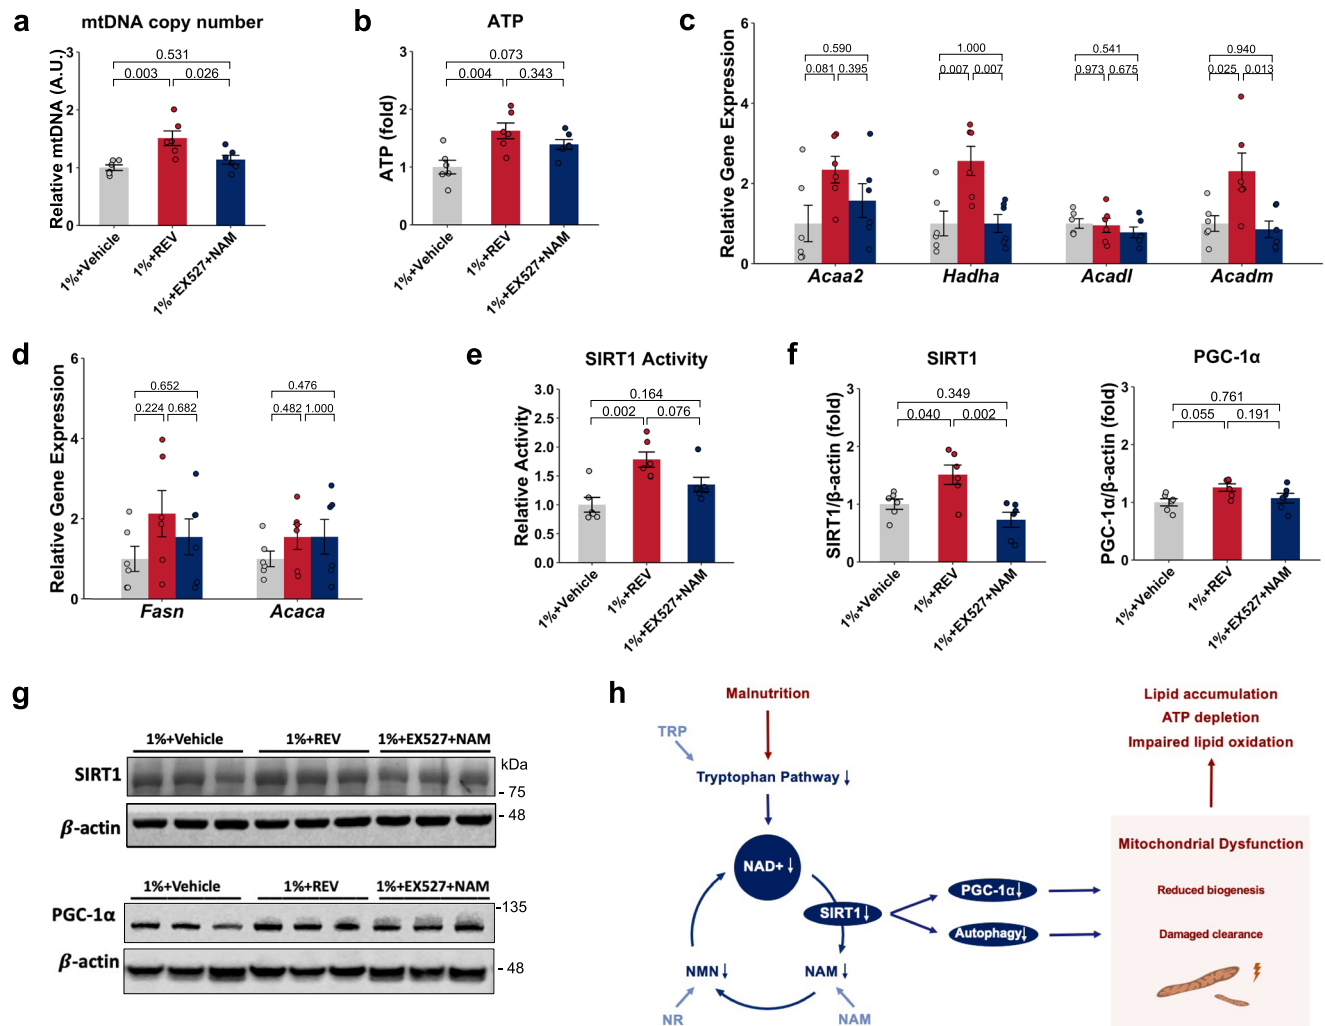 a
mtDNA copy number
Relative mtDNA (A.U.)
3
2
1
0
0.531
0.003
0.026
1%+Vehicle
1%+REV
1%+EX527+NAM
b
ATP
ATP (fold)
3
2
1
0
0.073
0.004
0.343
1%+Vehicle
1%+REV
1%+EX527+NAM
c
Relative Gene Expression
6
4
2
0
0.590
0.081
0.395
1.000
0.007
0.007
0.541
0.973
0.675
0.940
0.025
0.013
Acaa2
Hadha
Acadl
Acadm
d
Relative Gene Expression
6
4
2
0
0.652
0.224
0.682
0.476
0.482
1.000
Fasn
Acaca
e
SIRT1 Activity
Relative Activity
3.0
2.5
2.0
1.5
1.0
0.5
0.0
0.164
0.002
0.076
1%+Vehicle
1%+REV
1%+EX527+NAM
f
SIRT1
SIRT1/β-actin (fold)
3
2
1
0
0.349
0.040
0.002
1%+Vehicle
1%+REV
1%+EX527+NAM
PGC-1α
PGC-1α/β-actin (fold)
3
2
1
0
0.761
0.055
0.191
1%+Vehicle
1%+REV
1%+EX527+NAM
g
1%+Vehicle
1%+REV
1%+EX527+NAM
kDa
SIRT1
- 75
- 48
β-actin
1%+Vehicle
1%+REV
1%+EX527+NAM
-135
PGC-1α
β-actin
- 48
h
Malnutrition
TRP
Tryptophan Pathway ↓
NAD+ ↓
SIRT1↓
PGC-1α↓
Autophagy↓
NMN ↓
NAM ↓
NR
NAM
Lipid accumulation
ATP depletion
Impaired lipid oxidation
Mitochondrial Dysfunction
Reduced biogenesis
Damaged clearance